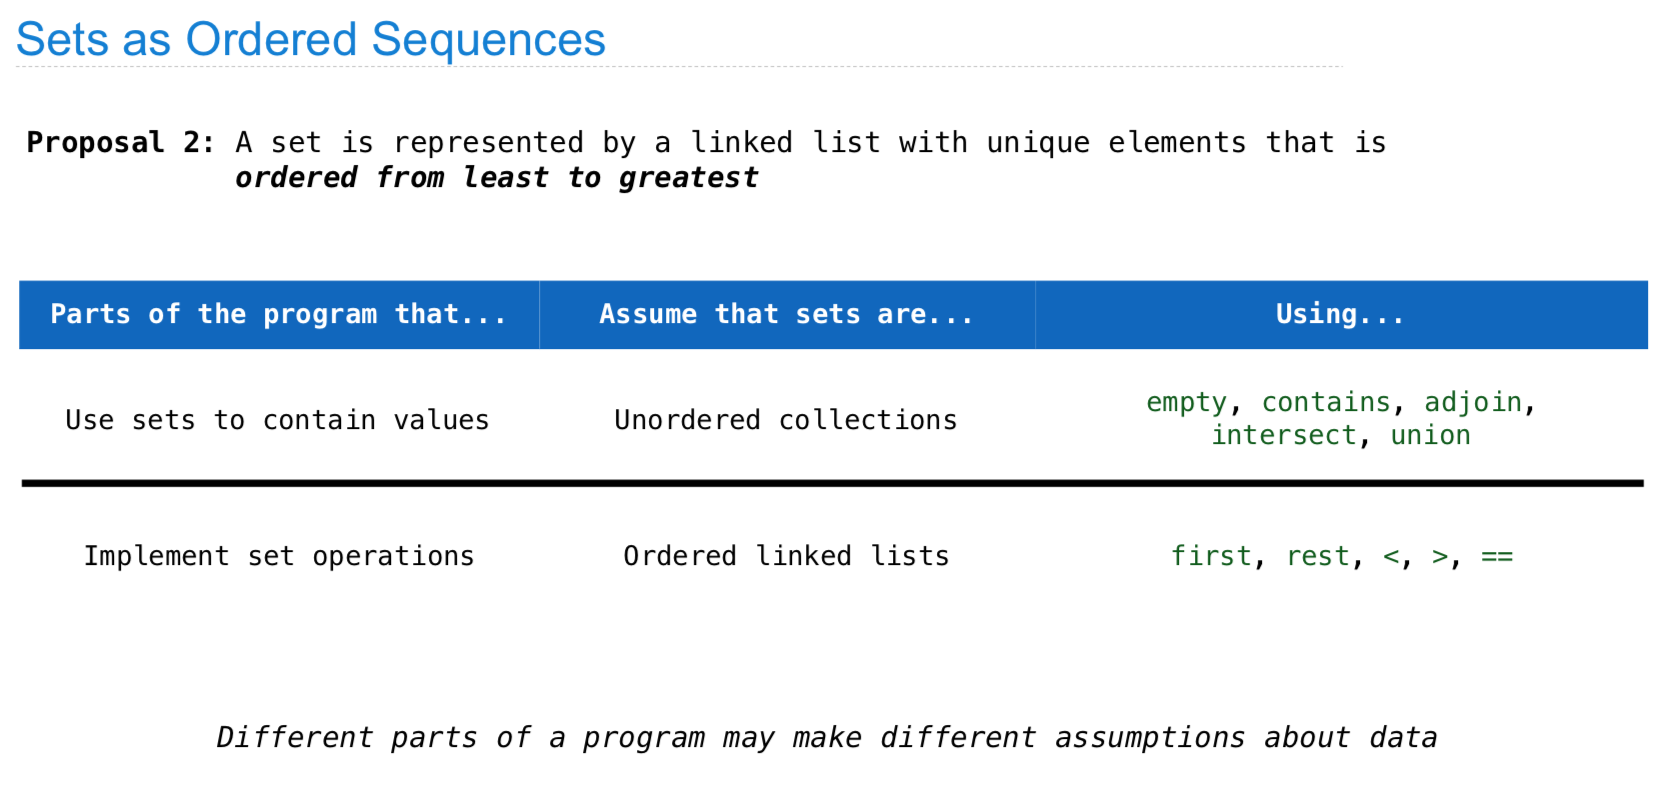 Sets as Ordered Sequences
Proposal 2: A set is represented by a linked list with unique elements that is
ordered from least to greatest
Parts of the program that... Assume that sets are... Using...
Use sets to contain values Unordered collections empty, contains, adjoin,
intersect, union
Implement set operations Ordered linked lists first, rest, <, >, ==
Different parts of a program may make different assumptions about data